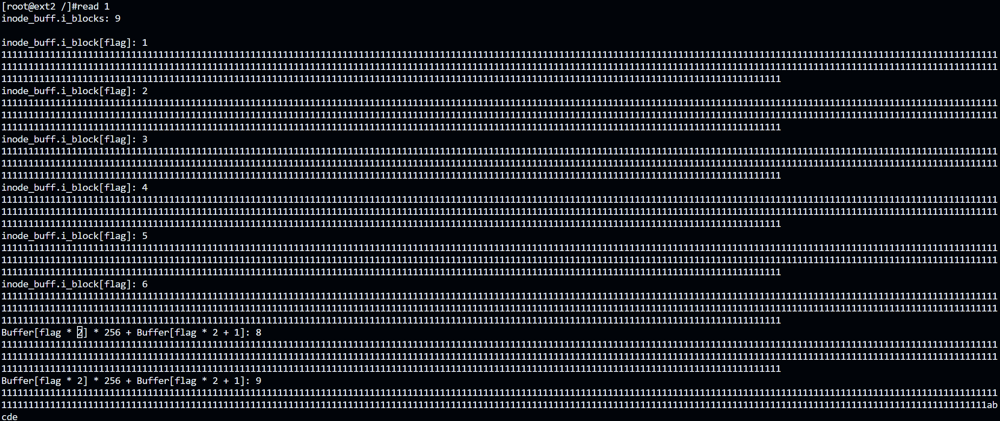 [root@ext2 /]#read 1
inode_buff.i_blocks: 9
inode_buff.i_block[flag]: 1
1111111111111111111111111111111111111111111111111111111111111111111111111111111111111111111111111111111111111111111111111111111111111111111111111111111111111111111111111111111111111111
1111111111111111111111111111111111111111111111111111111111111111111111111111111111111111111111111111111111111111111111111111111111111111111111111111111111111111111111111111111111111111
111111111111111111111111111111111111111111111111111111111111111111111111111111111111111111111111111111111111111111111111111111111111111111111111
inode_buff.i_block[flag]: 2
1111111111111111111111111111111111111111111111111111111111111111111111111111111111111111111111111111111111111111111111111111111111111111111111111111111111111111111111111111111111111111
1111111111111111111111111111111111111111111111111111111111111111111111111111111111111111111111111111111111111111111111111111111111111111111111111111111111111111111111111111111111111111
111111111111111111111111111111111111111111111111111111111111111111111111111111111111111111111111111111111111111111111111111111111111111111111111
inode_buff.i_block[flag]: 3
1111111111111111111111111111111111111111111111111111111111111111111111111111111111111111111111111111111111111111111111111111111111111111111111111111111111111111111111111111111111111111
1111111111111111111111111111111111111111111111111111111111111111111111111111111111111111111111111111111111111111111111111111111111111111111111111111111111111111111111111111111111111111
111111111111111111111111111111111111111111111111111111111111111111111111111111111111111111111111111111111111111111111111111111111111111111111111
inode_buff.i_block[flag]: 4
1111111111111111111111111111111111111111111111111111111111111111111111111111111111111111111111111111111111111111111111111111111111111111111111111111111111111111111111111111111111111111
1111111111111111111111111111111111111111111111111111111111111111111111111111111111111111111111111111111111111111111111111111111111111111111111111111111111111111111111111111111111111111
111111111111111111111111111111111111111111111111111111111111111111111111111111111111111111111111111111111111111111111111111111111111111111111111
inode_buff.i_block[flag]: 5
1111111111111111111111111111111111111111111111111111111111111111111111111111111111111111111111111111111111111111111111111111111111111111111111111111111111111111111111111111111111111111
1111111111111111111111111111111111111111111111111111111111111111111111111111111111111111111111111111111111111111111111111111111111111111111111111111111111111111111111111111111111111111
111111111111111111111111111111111111111111111111111111111111111111111111111111111111111111111111111111111111111111111111111111111111111111111111
inode_buff.i_block[flag]: 6
1111111111111111111111111111111111111111111111111111111111111111111111111111111111111111111111111111111111111111111111111111111111111111111111111111111111111111111111111111111111111111
1111111111111111111111111111111111111111111111111111111111111111111111111111111111111111111111111111111111111111111111111111111111111111111111111111111111111111111111111111111111111111
111111111111111111111111111111111111111111111111111111111111111111111111111111111111111111111111111111111111111111111111111111111111111111111111
Buffer[flag * 2] * 256 + Buffer[flag * 2 + 1]: 8
1111111111111111111111111111111111111111111111111111111111111111111111111111111111111111111111111111111111111111111111111111111111111111111111111111111111111111111111111111111111111111
1111111111111111111111111111111111111111111111111111111111111111111111111111111111111111111111111111111111111111111111111111111111111111111111111111111111111111111111111111111111111111
111111111111111111111111111111111111111111111111111111111111111111111111111111111111111111111111111111111111111111111111111111111111111111111111
Buffer[flag * 2] * 256 + Buffer[flag * 2 + 1]: 9
1111111111111111111111111111111111111111111111111111111111111111111111111111111111111111111111111111111111111111111111111111111111111111111111111111111111111111111111111111111111111111
11111111111111111111111111111111111111111111111111111111111111111111111111111111111111111111111111111111111111111111111111111111111111111111111111111111111111111111111111111111111111ab
cde